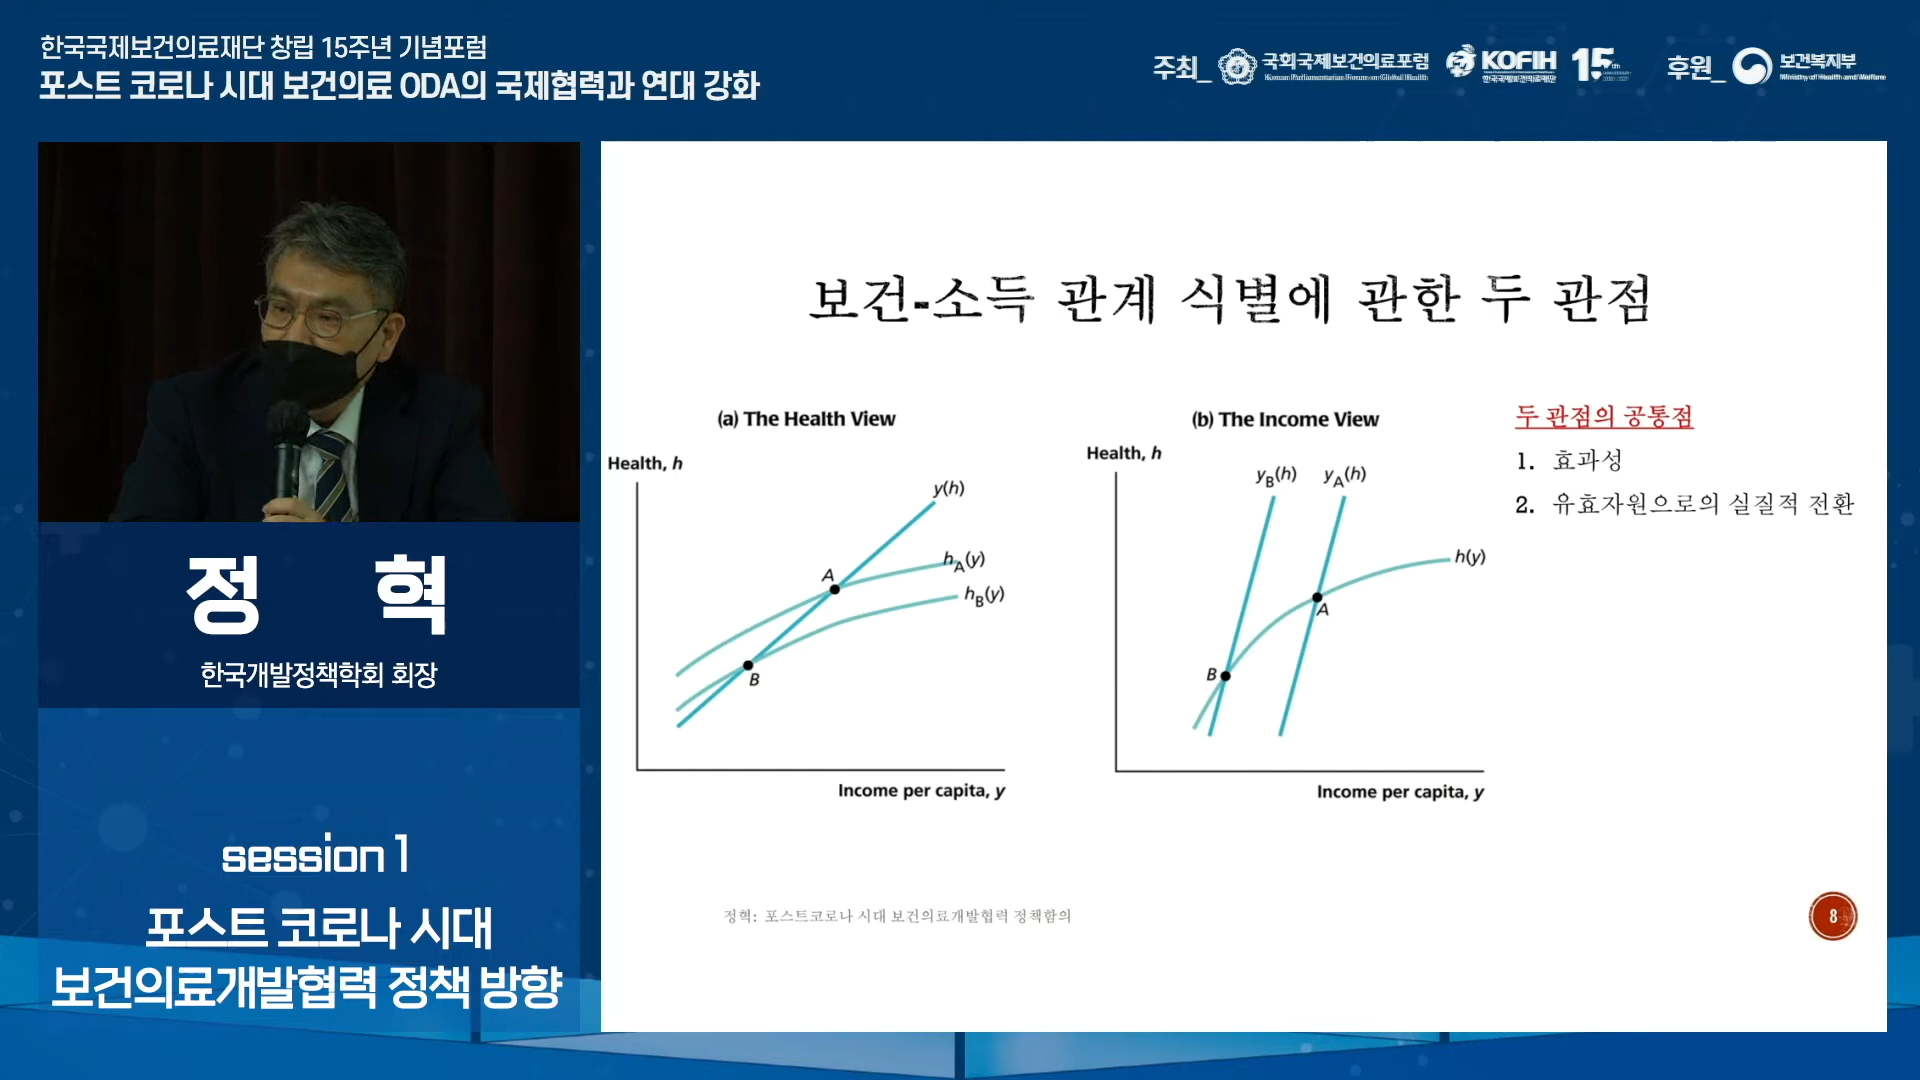 한국국제보건의료재단 창립 15주년 기념포럼
포스트 코로나 시대 보건의료 ODA의 국제협력과 연대 강화
주최_
국회국제보건의료포럼
Korean Parliamentarian Forum on Global Health
KOFIH
한국국제보건의료재단
15th
후원_
보건복지부
Ministry of Health and Welfare
정 혁
한국개발정책학회 회장
session 1
포스트 코로나 시대
보건의료개발협력 정책 방향
보건-소득 관계 식별에 관한 두 관점
(a) The Health View
Health, h
y(h)
hA(y)
hB(y)
A
B
Income per capita, y
(b) The Income View
Health, h
yB(h)
yA(h)
h(y)
A
B
Income per capita, y
두 관점의 공통점
1. 효과성
2. 유효자원으로의 실질적 전환
정혁: 포스트코로나 시대 보건의료개발협력 정책함의
8